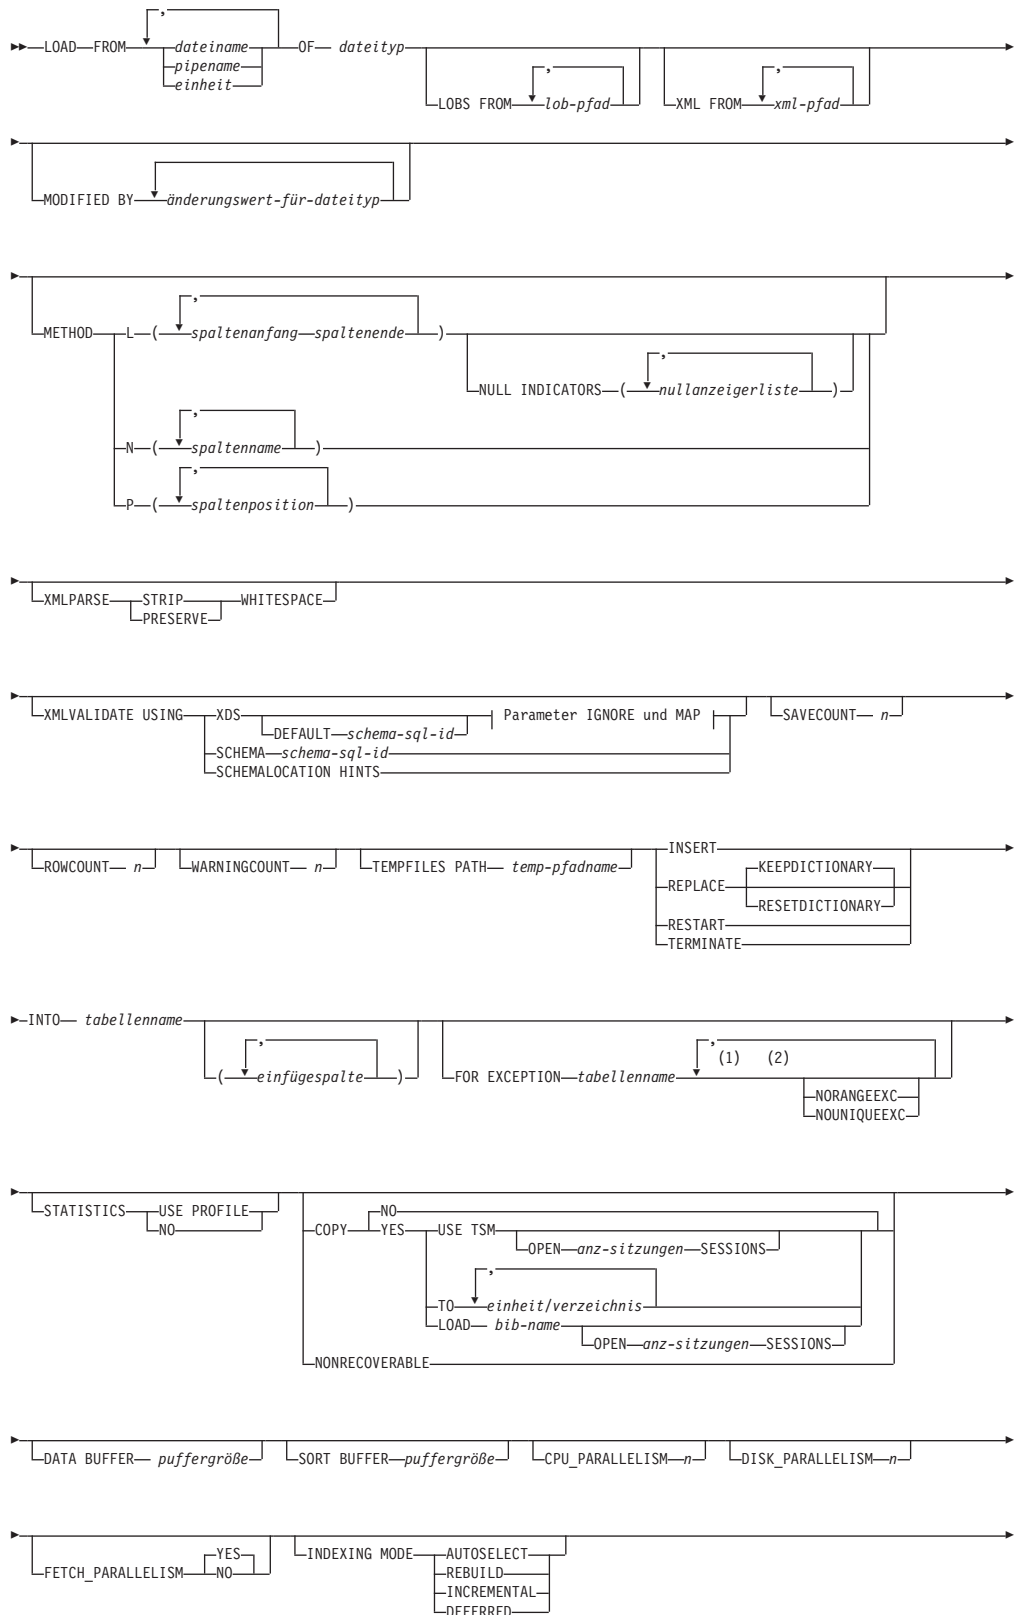 ,
LOAD FROM dateiname OF dateityp
pipename
einheit
, ,
LOBS FROM lob-pfad XML FROM xml-pfad
MODIFIED BY änderungswert-für-dateityp
,
METHOD L ( spaltenanfang spaltenende )
,
NULL INDICATORS ( nullanzeigerliste )
,
N ( spaltenname )
,
P ( spaltenposition )
XMLPARSE STRIP WHITESPACE
PRESERVE
XMLVALIDATE USING XDS Parameter IGNORE und MAP SAVECOUNT n
DEFAULT schema-sql-id
SCHEMA schema-sql-id
SCHEMALOCATION HINTS
ROWCOUNT n WARNINGCOUNT n TEMPFILES PATH temp-pfadname INSERT
KEEPDICTIONARY
REPLACE
RESETDICTIONARY
RESTART
TERMINATE
INTO tabellenname
, ,
(1) (2)
( einfügespalte ) FOR EXCEPTION tabellenname
NORANGEEXC
NOUNIQUEEXC
STATISTICS USE PROFILE
NO
NO
COPY YES USE TSM
OPEN anz-sitzungen SESSIONS
,
TO einheit/verzeichnis
LOAD bib-name
OPEN anz-sitzungen SESSIONS
NONRECOVERABLE
DATA BUFFER puffergröße SORT BUFFER puffergröße CPU_PARALLELISM n DISK_PARALLELISM n
YES
FETCH_PARALLELISM NO
INDEXING MODE AUTOSELECT
REBUILD
INCREMENTAL
DEFERRED